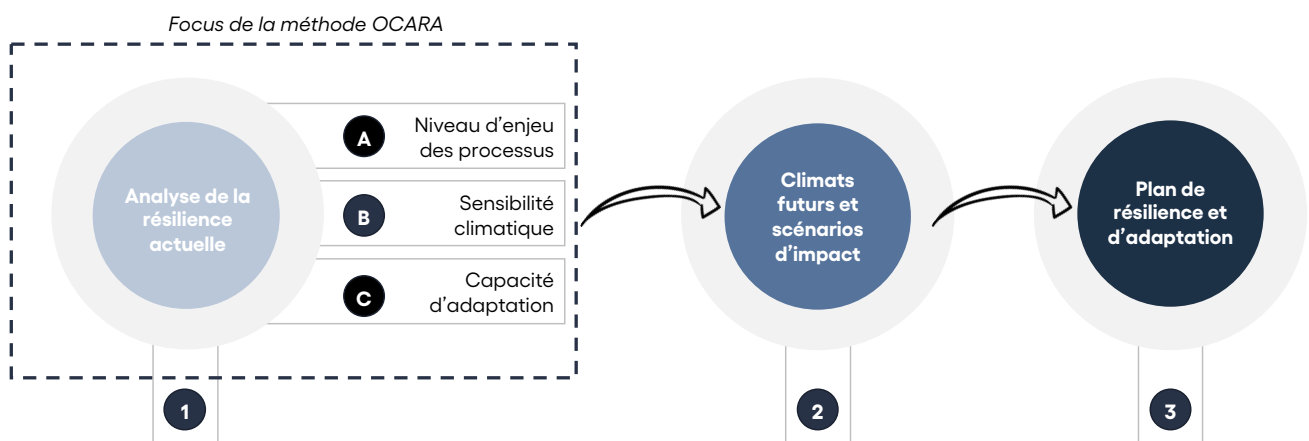 Focus de la méthode OCARA
Analyse de la
résilience
actuelle
A
Niveau d'enjeu
des processus
B
Sensibilité
climatique
C
Capacité
d'adaptation
Climats
futurs et
scénarios
d'impact
Plan de
résilience et
d'adaptation
1
2
3